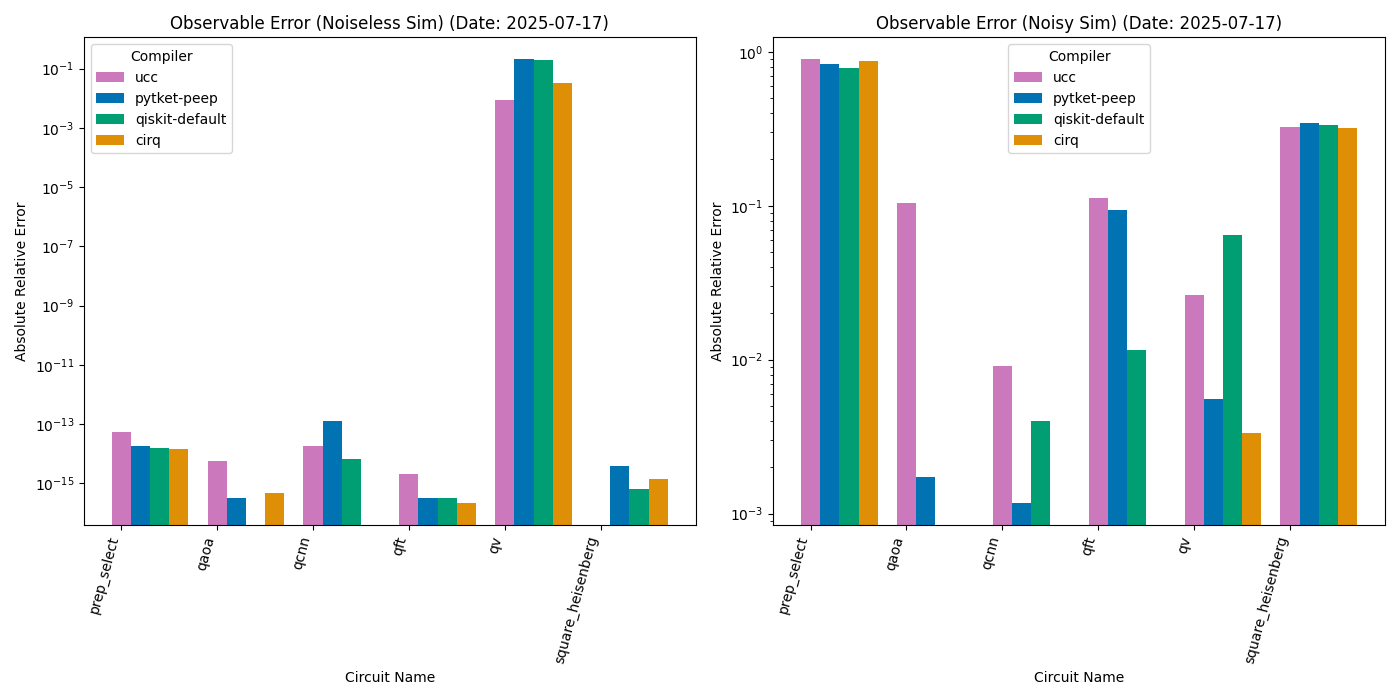 Observable Error (Noiseless Sim) (Date: 2025-07-17)
Absolute Relative Error
10^-1
10^-3
10^-5
10^-7
10^-9
10^-11
10^-13
10^-15
Compiler
ucc
pytket-peep
qiskit-default
cirq
prep_select
qaoa
qcnn
qft
qv
square_heisenberg
Circuit Name
Observable Error (Noisy Sim) (Date: 2025-07-17)
Absolute Relative Error
10^0
10^-1
10^-2
10^-3
Compiler
ucc
pytket-peep
qiskit-default
cirq
prep_select
qaoa
qcnn
qft
qv
square_heisenberg
Circuit Name